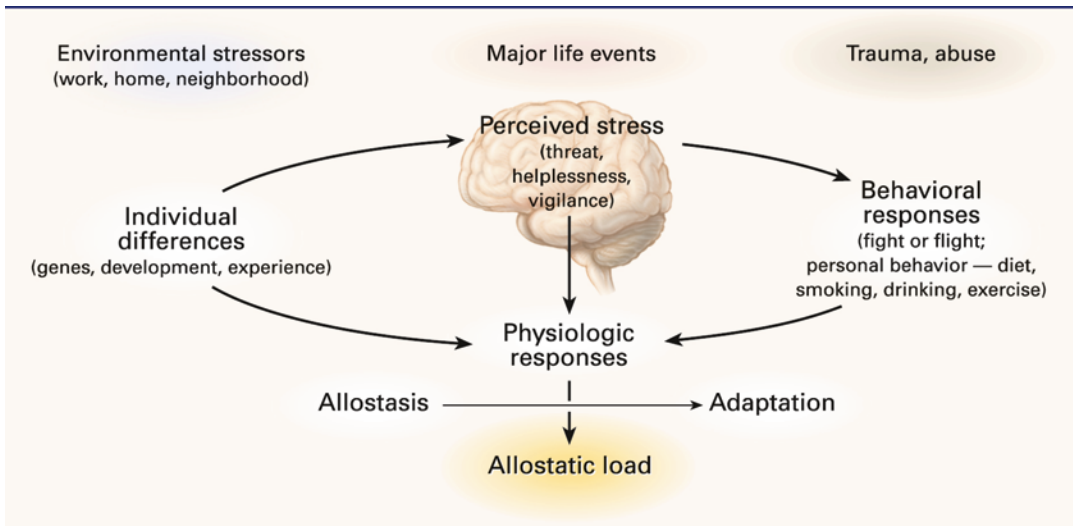 Environmental stressors
(work, home, neighborhood)
Major life events
Trauma, abuse
Perceived stress
(threat,
helplessness,
vigilance)
Individual
differences
(genes, development, experience)
Behavioral
responses
(fight or flight;
personal behavior — diet,
smoking, drinking, exercise)
Physiologic
responses
Allostasis
Adaptation
Allostatic load